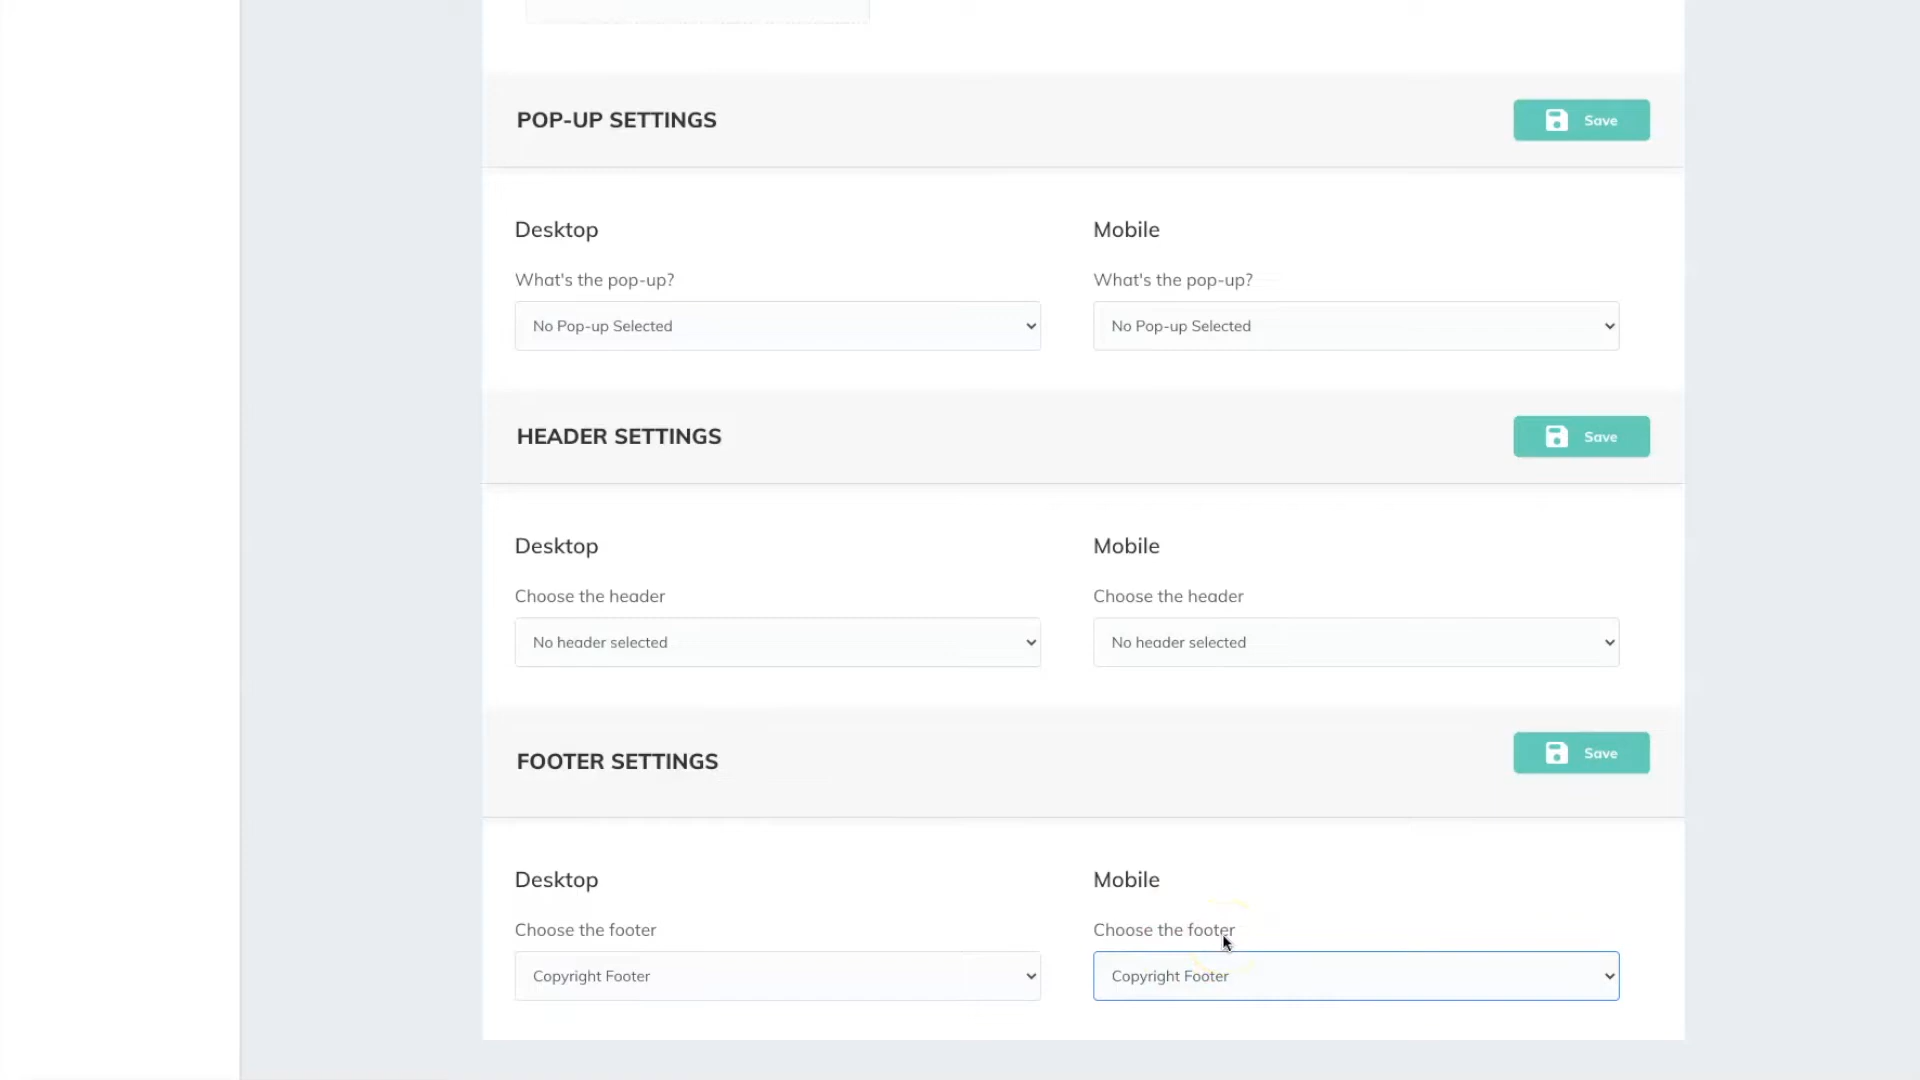 POP-UP SETTINGS
Save
Desktop
Mobile
What's the pop-up?
What's the pop-up?
No Pop-up Selected
No Pop-up Selected
HEADER SETTINGS
Save
Desktop
Mobile
Choose the header
Choose the header
No header selected
No header selected
FOOTER SETTINGS
Save
Desktop
Mobile
Choose the footer
Choose the footer
Copyright Footer
Copyright Footer